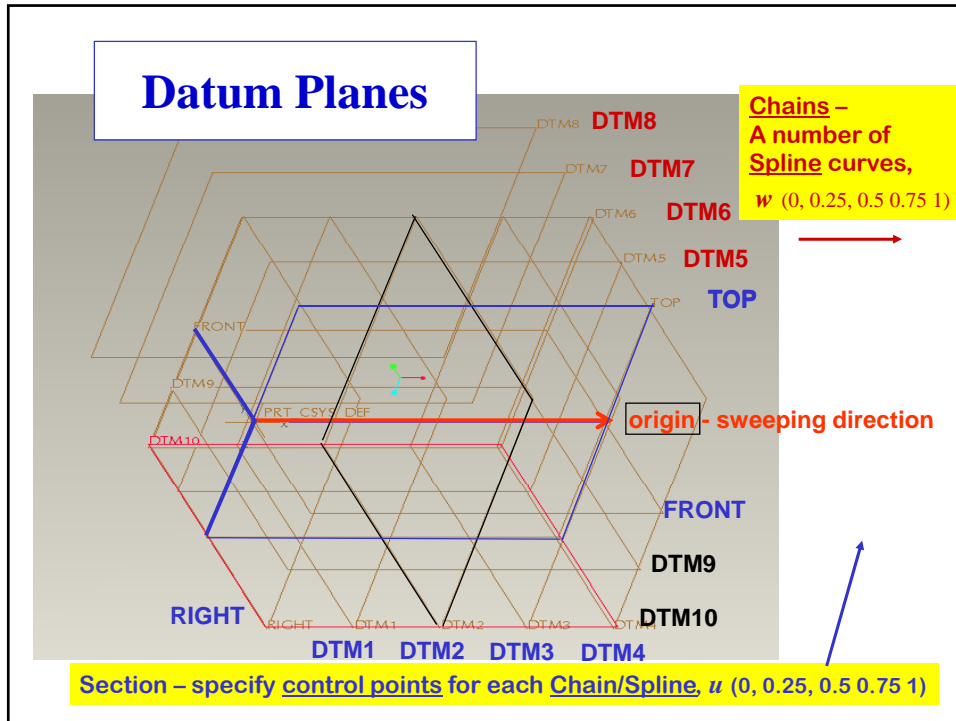 Datum Planes
Chains –
A number of
Spline curves,
w (0, 0.25, 0.5 0.75 1)
DTM8 DTM8
DTM7 DTM7
DTM6 DTM6
DTM5 DTM5
TOP TOP
FRONT
DTM9
PRT_CSYS_DEF
x
origin - sweeping direction
DTM10
FRONT
DTM9
RIGHT DTM10
RIGHT DTM1 DTM2 DTM3
DTM1 DTM2 DTM3 DTM4
Section – specify control points for each Chain/Spline, u (0, 0.25, 0.5 0.75 1)